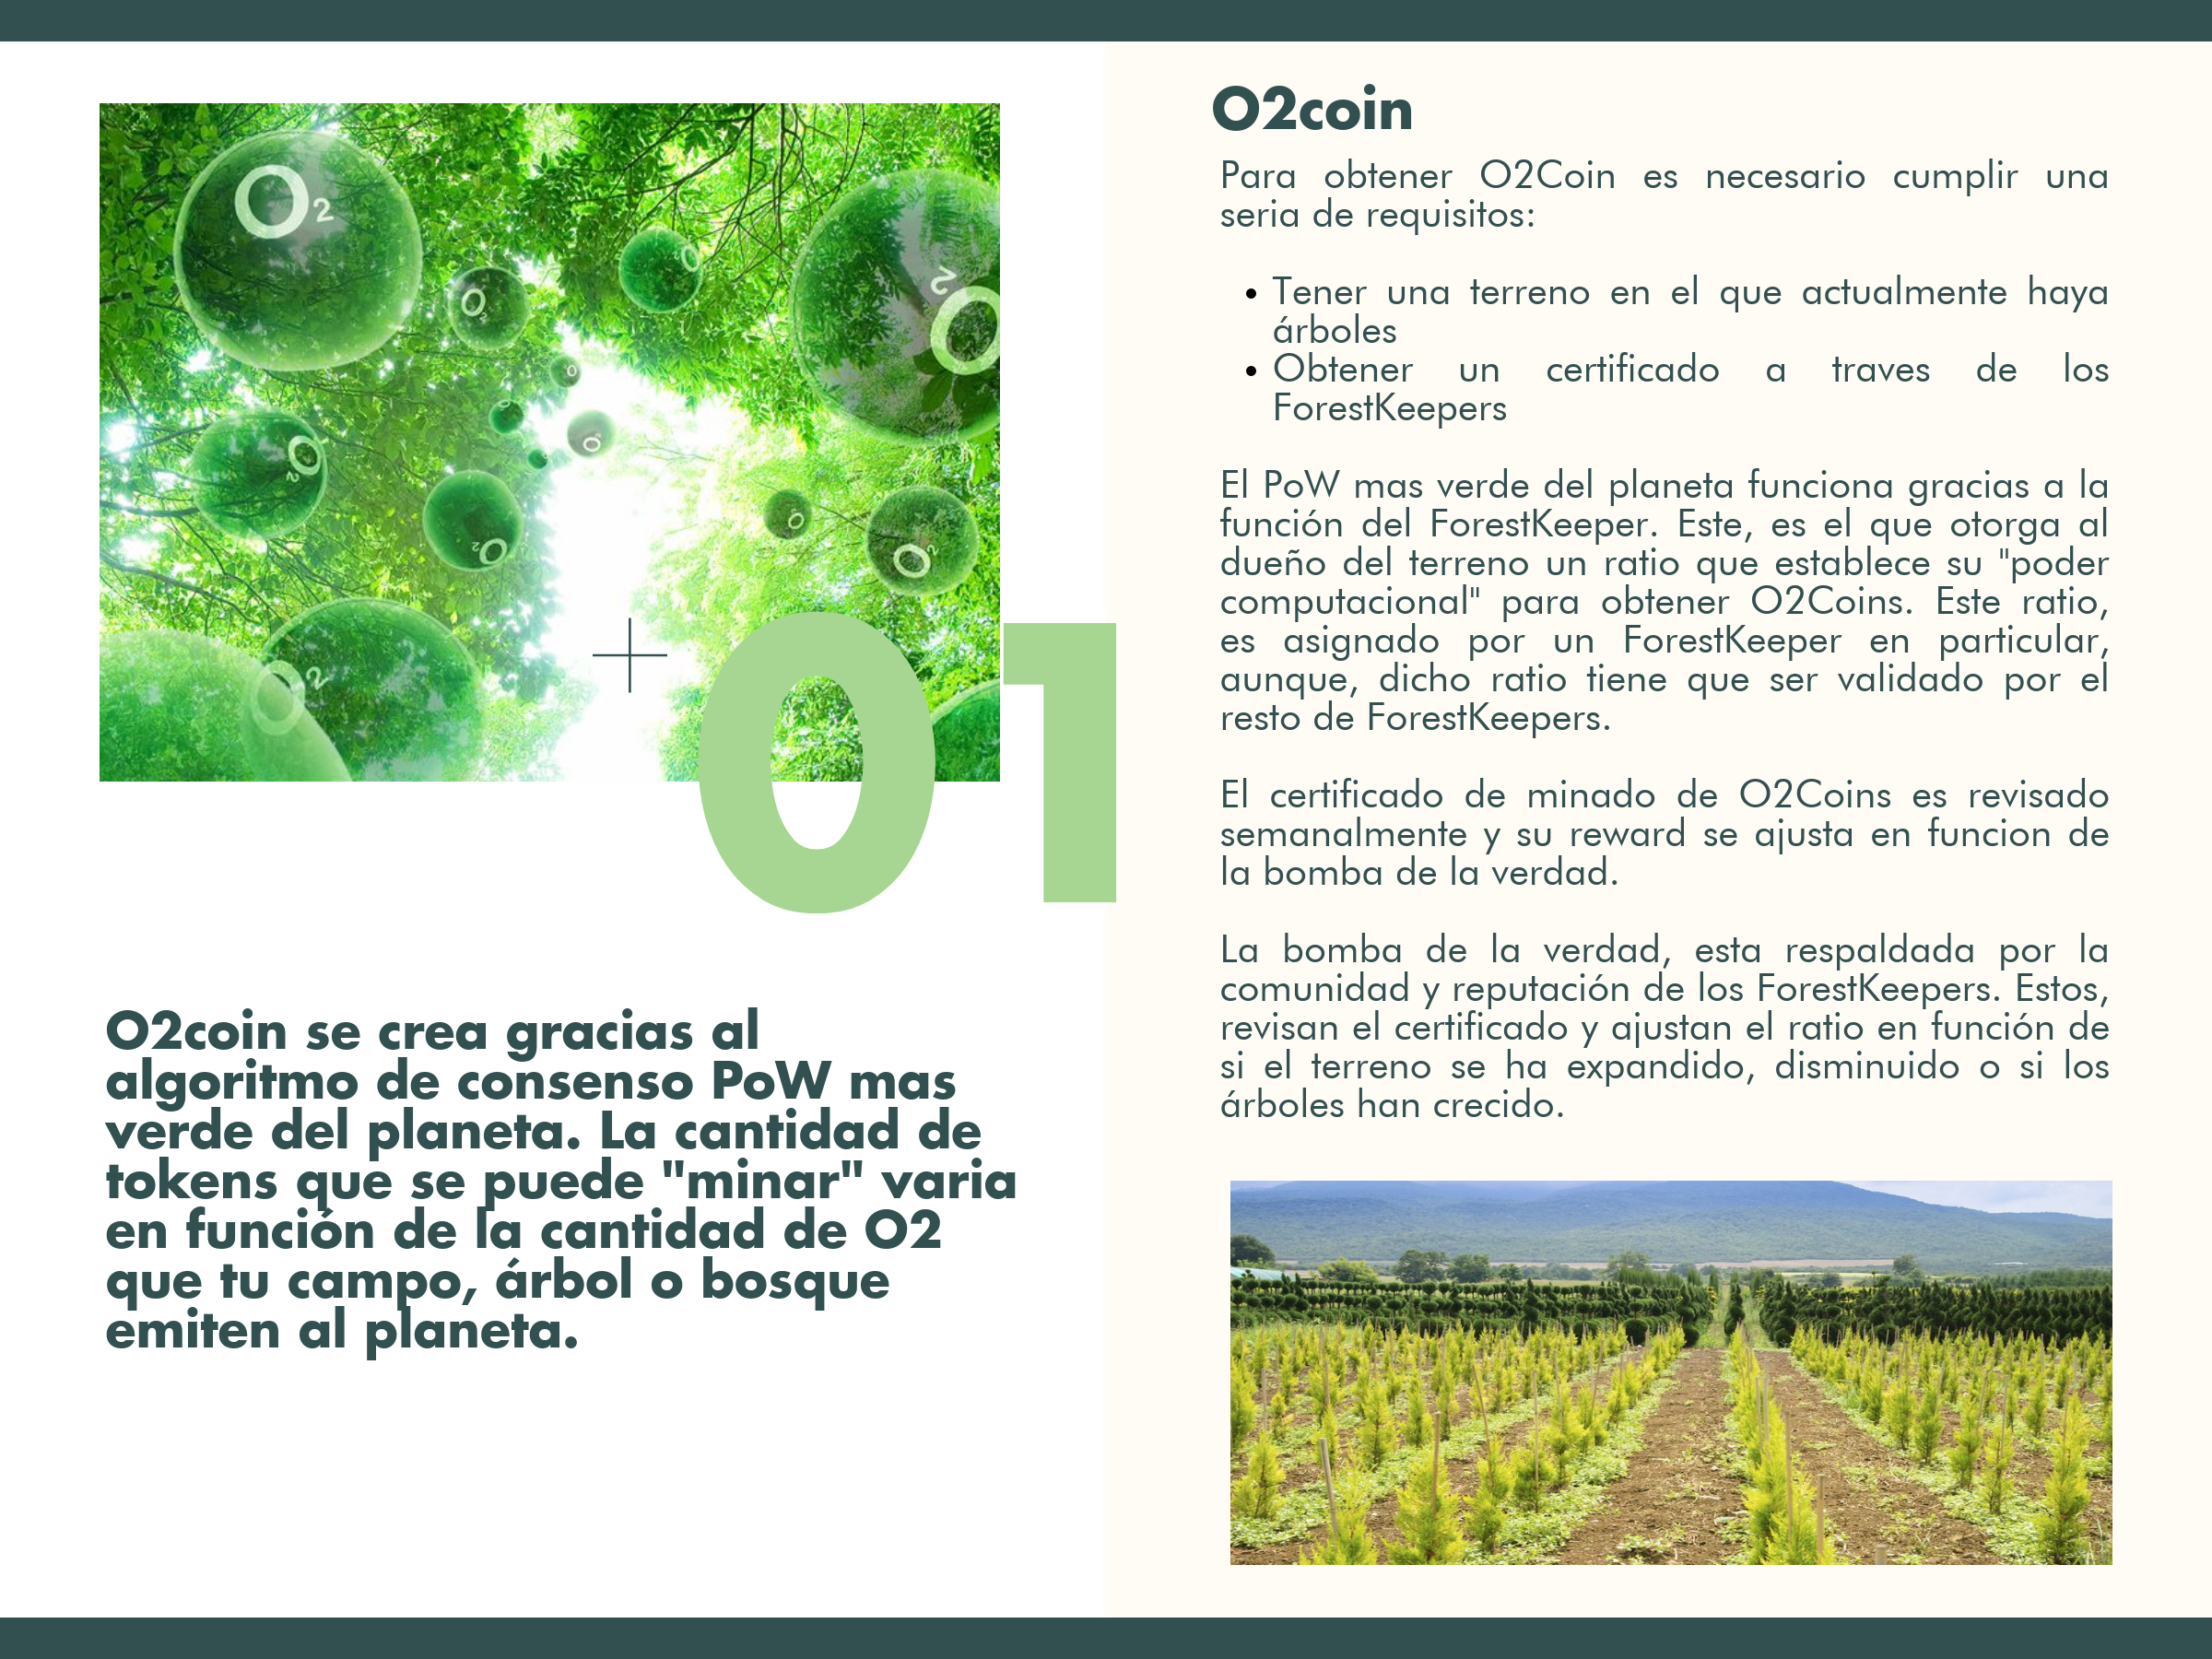 O2
O
O
O2
O
O
O
O2
O2
O
O2
O2
01
O2coin se crea gracias al
algoritmo de consenso PoW mas
verde del planeta. La cantidad de
tokens que se puede "minar" varia
en función de la cantidad de O2
que tu campo, árbol o bosque
emiten al planeta.
O2coin
Para obtener O2Coin es necesario cumplir una
seria de requisitos:
• Tener una terreno en el que actualmente haya
árboles
• Obtener un certificado a traves de los
ForestKeepers
El PoW mas verde del planeta funciona gracias a la
función del ForestKeeper. Este, es el que otorga al
dueño del terreno un ratio que establece su "poder
computacional" para obtener O2Coins. Este ratio,
es asignado por un ForestKeeper en particular,
aunque, dicho ratio tiene que ser validado por el
resto de ForestKeepers.
El certificado de minado de O2Coins es revisado
semanalmente y su reward se ajusta en funcion de
la bomba de la verdad.
La bomba de la verdad, esta respaldada por la
comunidad y reputación de los ForestKeepers. Estos,
revisan el certificado y ajustan el ratio en función de
si el terreno se ha expandido, disminuido o si los
árboles han crecido.